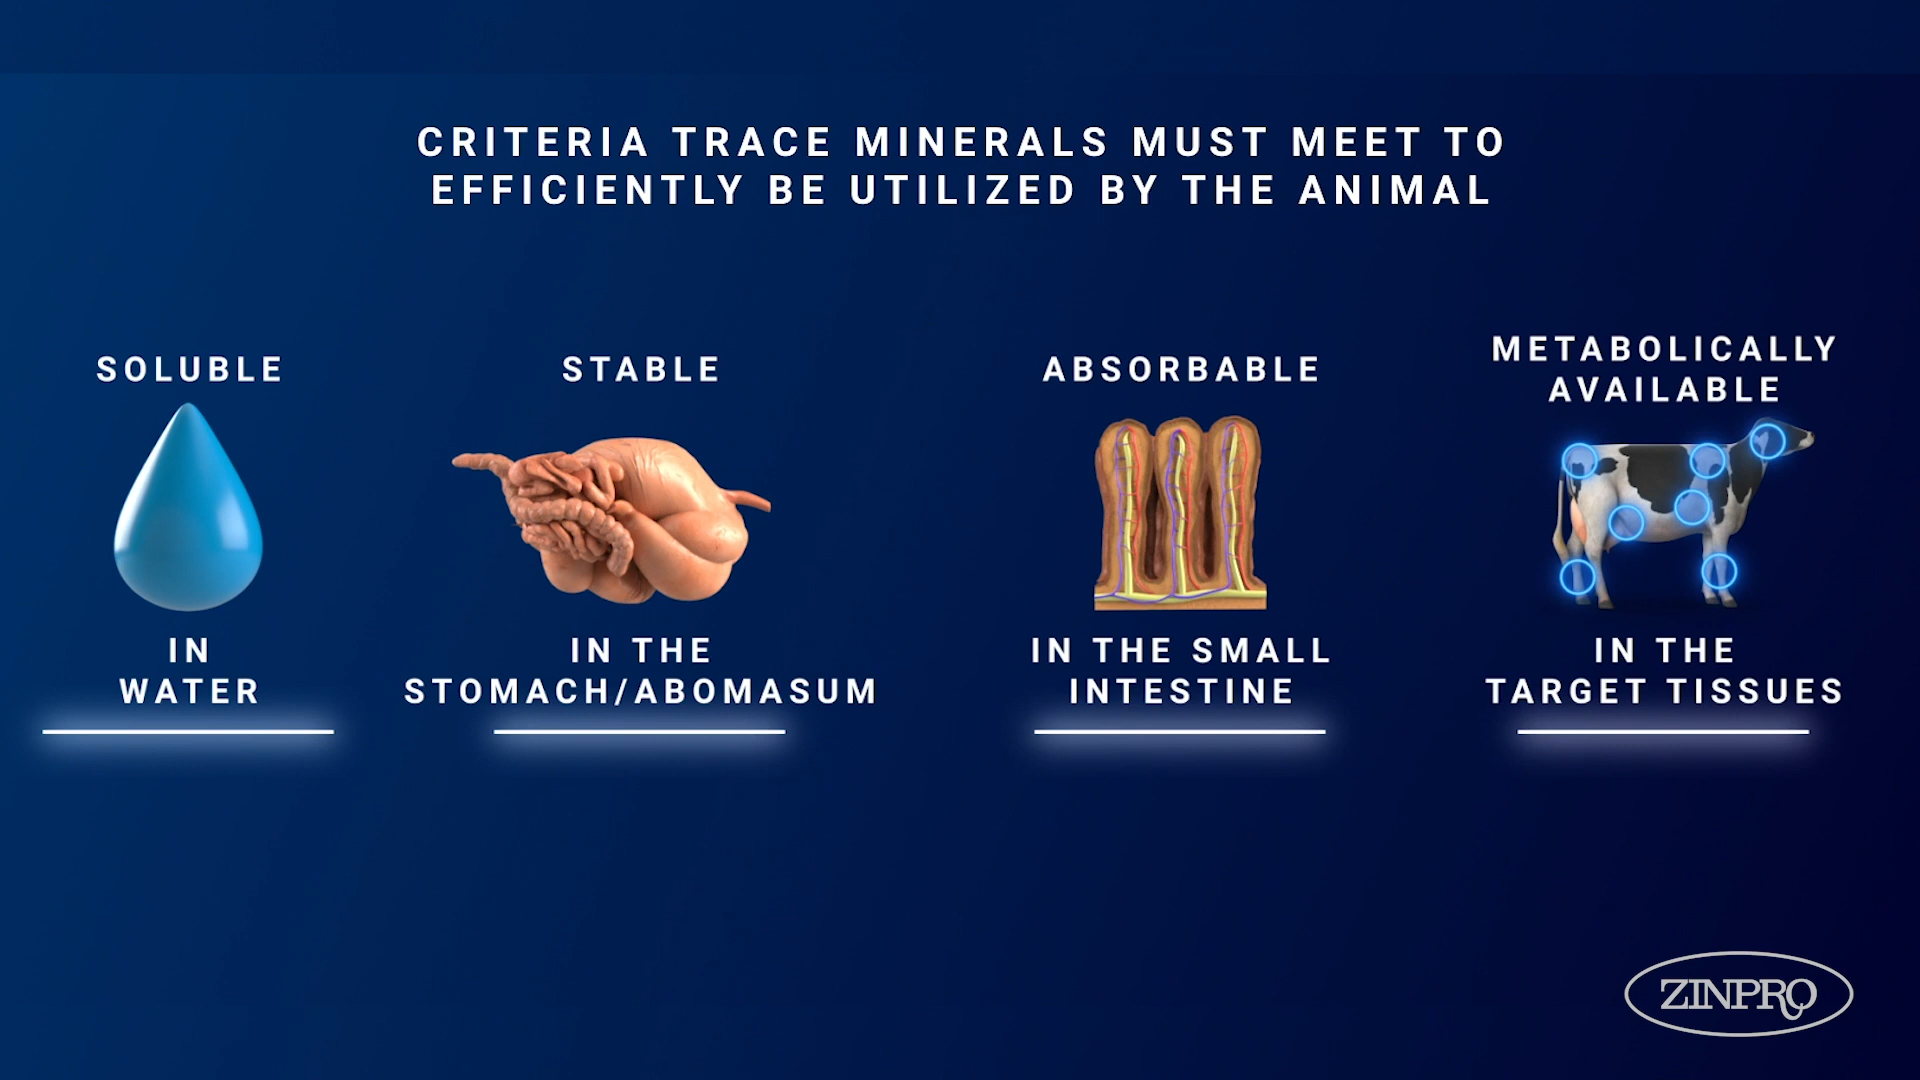 CRITERIA TRACE MINERALS MUST MEET TO
EFFICIENTLY BE UTILIZED BY THE ANIMAL
SOLUBLE
IN
WATER
STABLE
IN THE
STOMACH/ABOMASUM
ABSORBABLE
IN THE SMALL
INTESTINE
METABOLICALLY
AVAILABLE
IN THE
TARGET TISSUES
ZINPRO